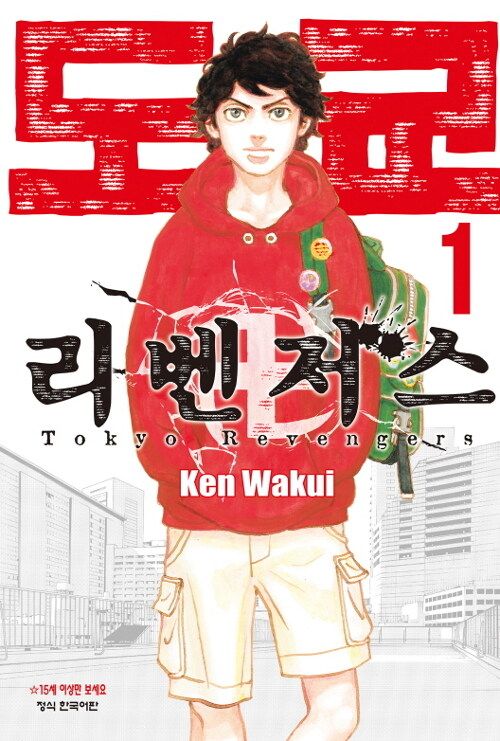 도쿄
1
리벤저스
Tokyo Revengers
Ken Wakui
☆15세 이상만 보세요
정식 한국어판